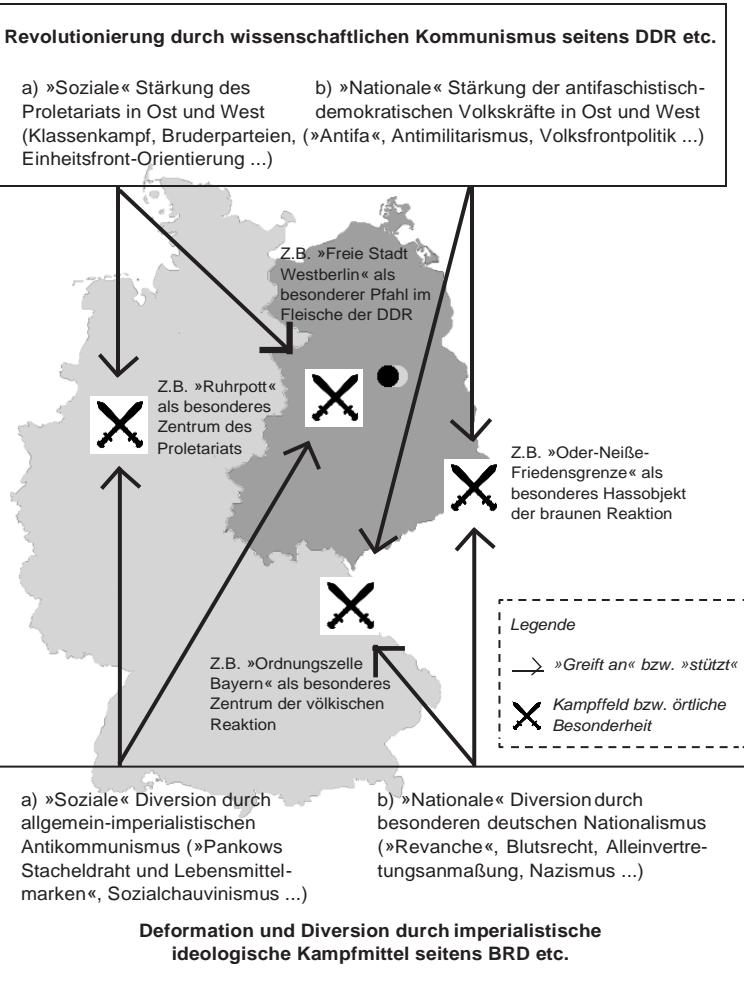 Revolutionierung durch wissenschaftlichen Kommunismus seitens DDR etc.
a) »Soziale« Stärkung des
Proletariats in Ost und West
(Klassenkampf, Bruderparteien,
Einheitsfront-Orientierung ...)
b) »Nationale« Stärkung der antifaschistisch-
demokratischen Volkskräfte in Ost und West
(»Antifa«, Antimilitarismus, Volksfrontpolitik ...)
Z.B. »Freie Stadt
Westberlin« als
besonderer Pfahl im
Fleische der DDR
Z.B. »Ruhrpott«
als besonderes
Zentrum des
Proletariats
Z.B. »Oder-Neiße-
Friedensgrenze« als
besonderes Hassobjekt
der braunen Reaktion
Z.B. »Ordnungszelle
Bayern« als besonderes
Zentrum der völkischen
Reaktion
Legende
»Greift an« bzw. »stützt«
Kampffeld bzw. örtliche
Besonderheit
a) »Soziale« Diversion durch
allgemein-imperialistischen
Antikommunismus (»Pankows
Stacheldraht und Lebensmittel-
marken«, Sozialchauvinismus ...)
b) »Nationale« Diversion durch
besonderen deutschen Nationalismus
(»Revanche«, Blutsrecht, Alleinvertre-
tungsanmaßung, Nazismus ...)
Deformation und Diversion durch imperialistische
ideologische Kampfmittel seitens BRD etc.